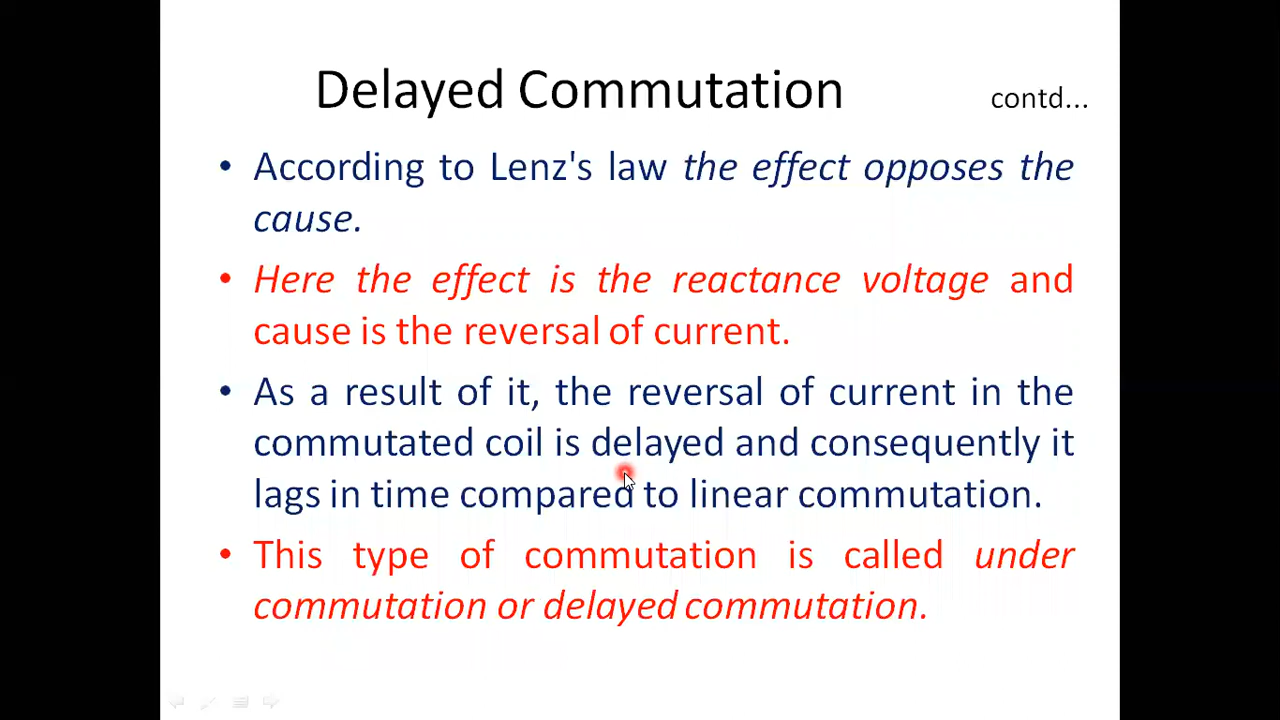 Delayed Commutation contd...
• According to Lenz's law the effect opposes the
cause.
• Here the effect is the reactance voltage and
cause is the reversal of current.
• As a result of it, the reversal of current in the
commutated coil is delayed and consequently it
lags in time compared to linear commutation.
• This type of commutation is called under
commutation or delayed commutation.